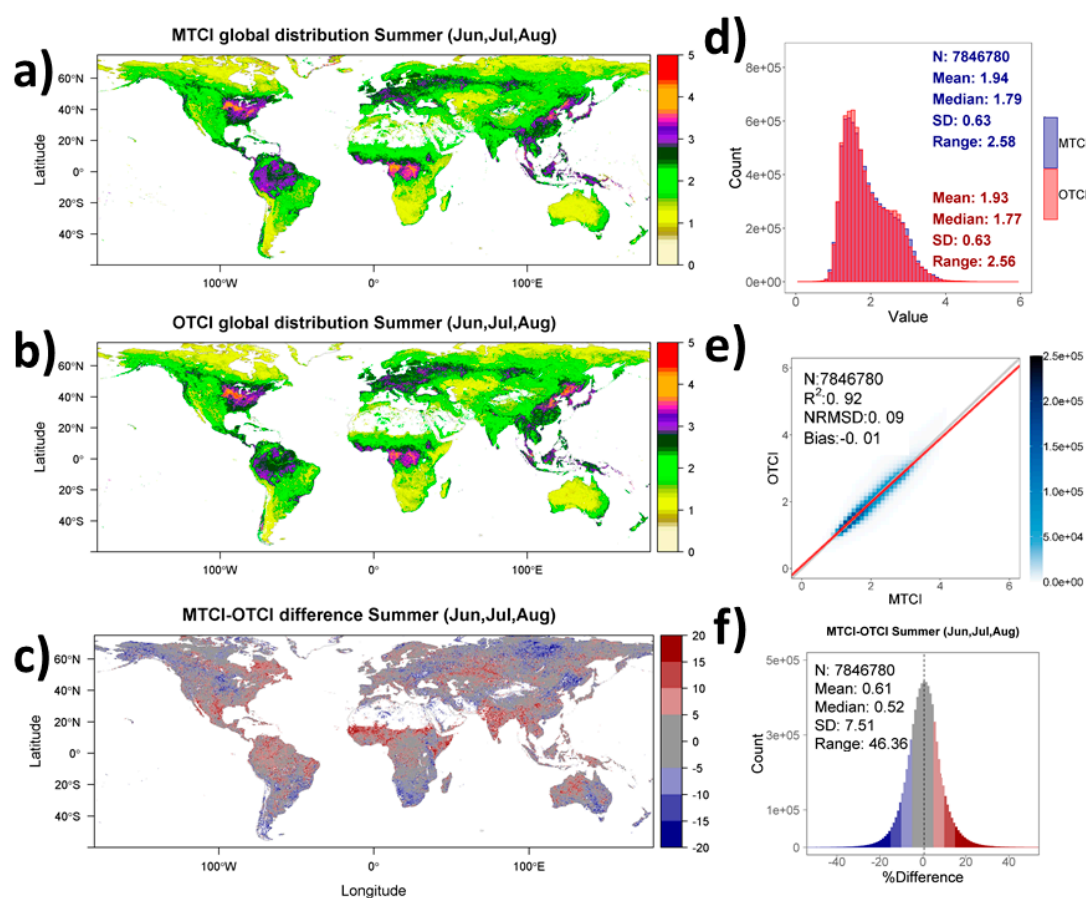 a)
MTCI global distribution Summer (Jun,Jul,Aug)
Latitude
60°N
40°N
20°N
0°
20°S
40°S
100°W
0°
100°E
5
4
3
2
1
0
b)
OTCI global distribution Summer (Jun,Jul,Aug)
Latitude
60°N
40°N
20°N
0°
20°S
40°S
100°W
0°
100°E
5
4
3
2
1
0
c)
MTCI-OTCI difference Summer (Jun,Jul,Aug)
Latitude
60°N
40°N
20°N
0°
20°S
40°S
100°W
0°
100°E
Longitude
20
15
10
5
0
-5
-10
-15
-20
d)
8e+05
6e+05
4e+05
2e+05
0e+00
Count
N: 7846780
Mean: 1.94
Median: 1.79
SD: 0.63
Range: 2.58
Mean: 1.93
Median: 1.77
SD: 0.63
Range: 2.56
0
2
4
6
Value
MTCI
OTCI
e)
N:7846780
R2:0. 92
NRMSD:0. 09
Bias:-0. 01
6
4
2
0
OTCI
0
2
4
6
MTCI
2.5e+05
2.0e+05
1.5e+05
1.0e+05
5.0e+04
0.0e+00
f)
MTCI-OTCI Summer (Jun,Jul,Aug)
N: 7846780
Mean: 0.61
Median: 0.52
SD: 7.51
Range: 46.36
5e+05
3e+05
1e+05
0
Count
-40
-20
0
20
40
%Difference